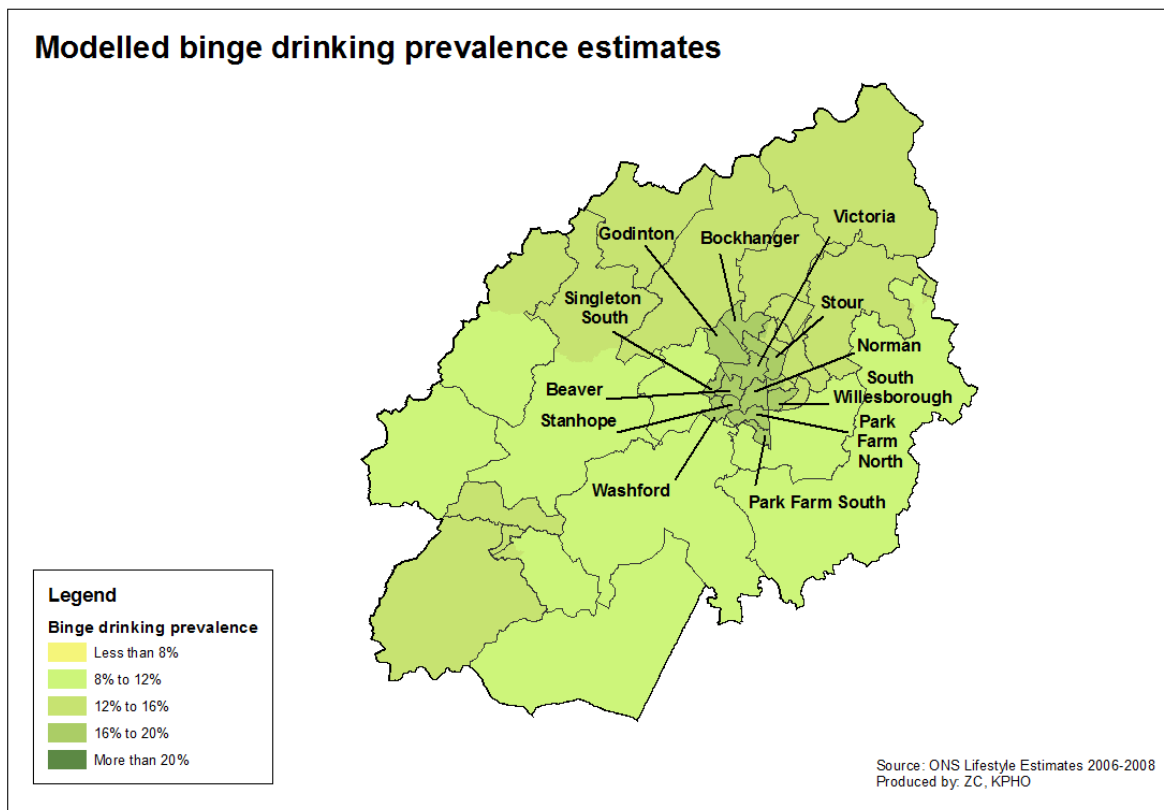 Modelled binge drinking prevalence estimates
Victoria
Godinton
Bockhanger
Singleton
South
Stour
Norman
Beaver
South
Willesborough
Stanhope
Park
Farm
North
Washford
Park Farm South
Legend
Binge drinking prevalence
Less than 8%
8% to 12%
12% to 16%
16% to 20%
More than 20%
Source: ONS Lifestyle Estimates 2006-2008
Produced by: ZC, KPHO